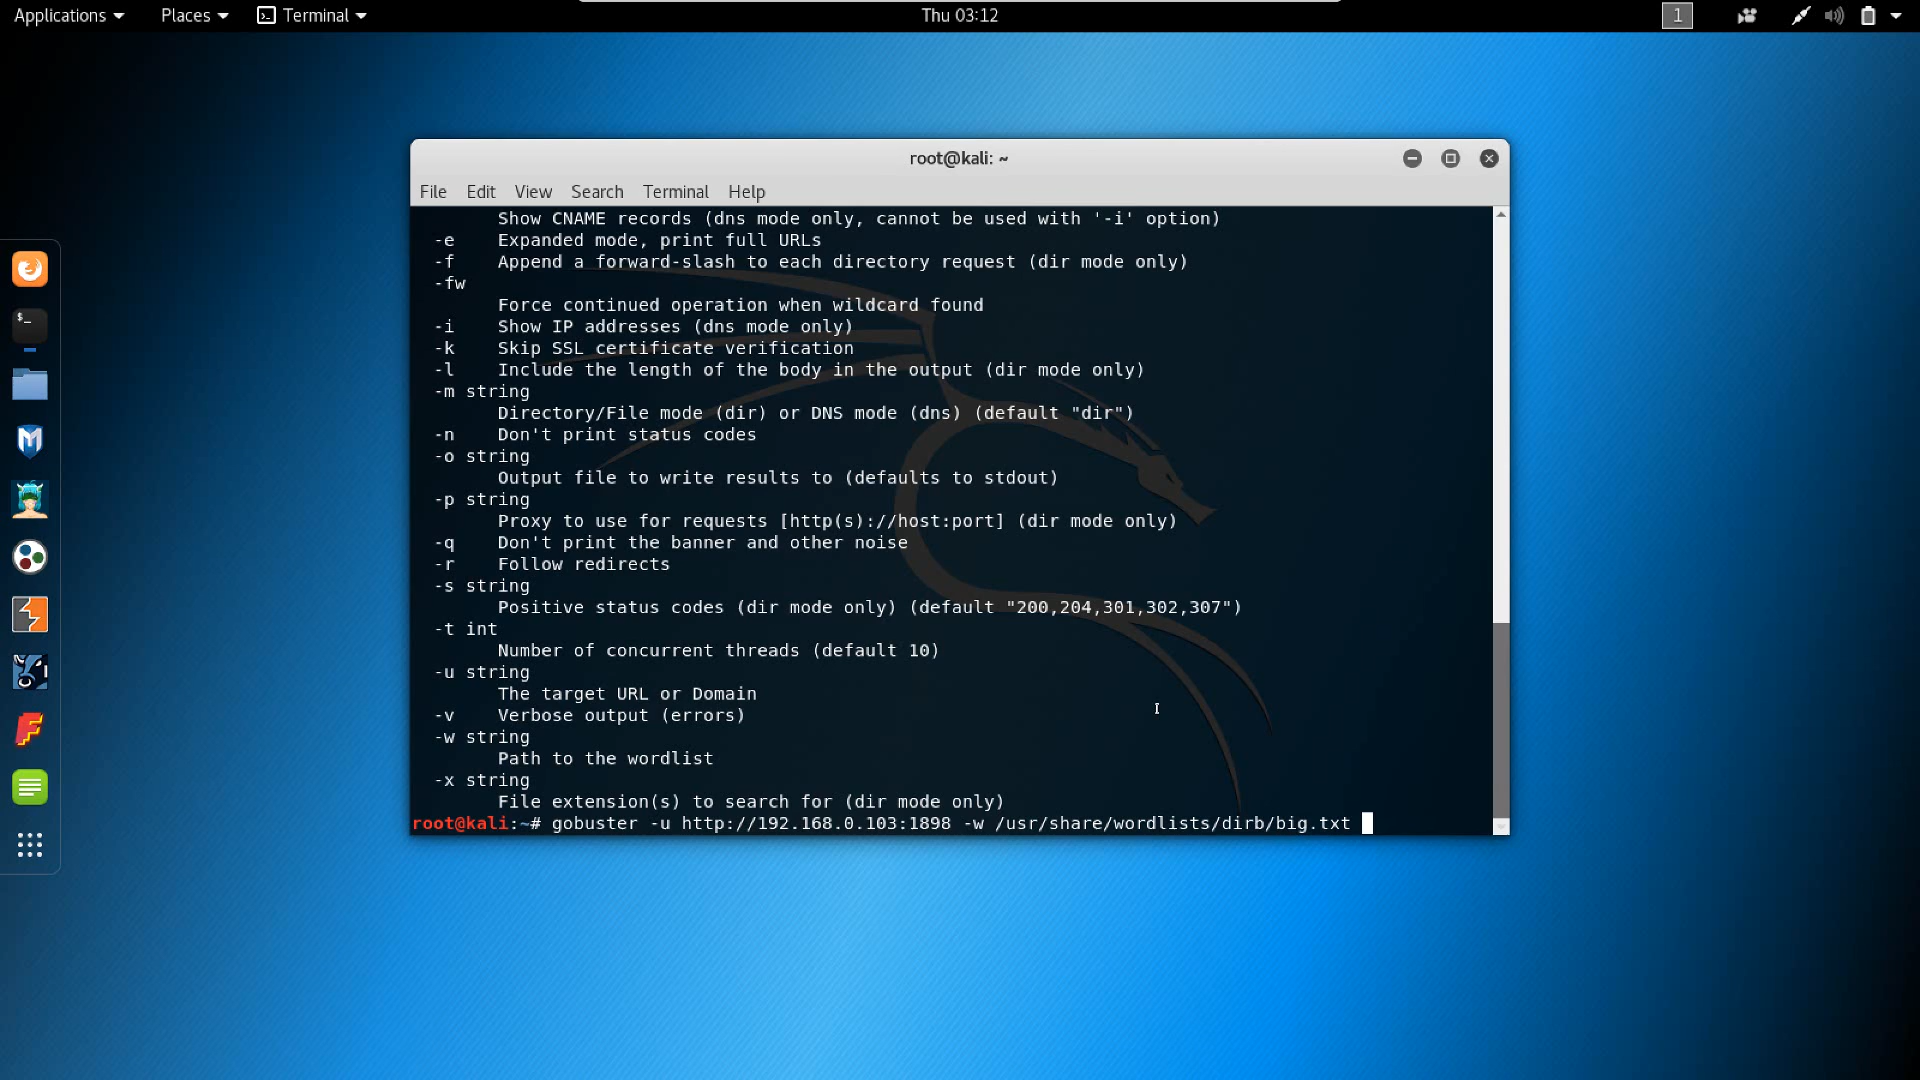 Applications Places Terminal Thu 03:12 1
root@kali: ~
File Edit View Search Terminal Help
Show CNAME records (dns mode only, cannot be used with '-i' option)
-e Expanded mode, print full URLs
-f Append a forward-slash to each directory request (dir mode only)
-fw
Force continued operation when wildcard found
-i Show IP addresses (dns mode only)
-k Skip SSL certificate verification
-l Include the length of the body in the output (dir mode only)
-m string
Directory/File mode (dir) or DNS mode (dns) (default "dir")
-n Don't print status codes
-o string
Output file to write results to (defaults to stdout)
-p string
Proxy to use for requests [http(s)://host:port] (dir mode only)
-q Don't print the banner and other noise
-r Follow redirects
-s string
Positive status codes (dir mode only) (default "200,204,301,302,307")
-t int
Number of concurrent threads (default 10)
-u string
The target URL or Domain
-v Verbose output (errors)
-w string
Path to the wordlist
-x string
File extension(s) to search for (dir mode only)
root@kali:~# gobuster -u http://192.168.0.103:1898 -w /usr/share/wordlists/dirb/big.txt